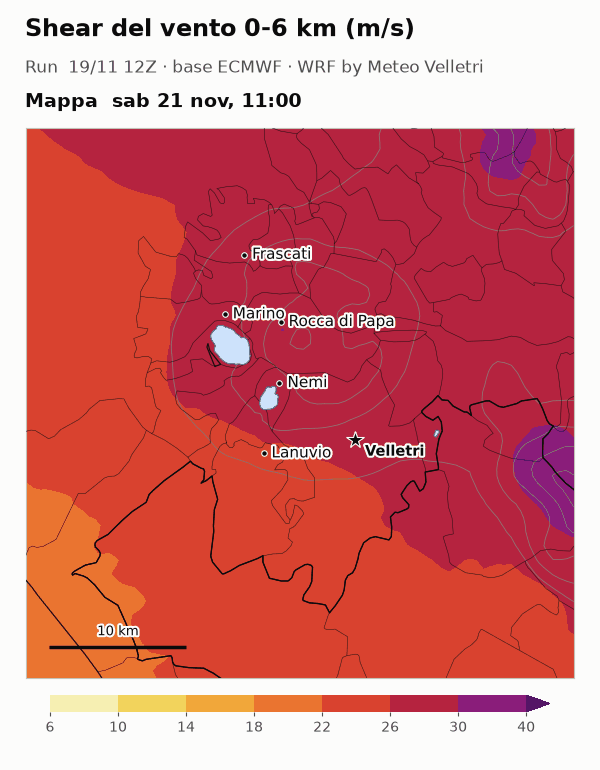 Shear del vento 0-6 km (m/s)
Run  19/11 12Z · base ECMWF · WRF by Meteo Velletri
Mappa  sab 21 nov, 11:00
Frascati
Marino
Rocca di Papa
Nemi
Velletri
Lanuvio
10 km
6 10 14 18 22 26 30 40